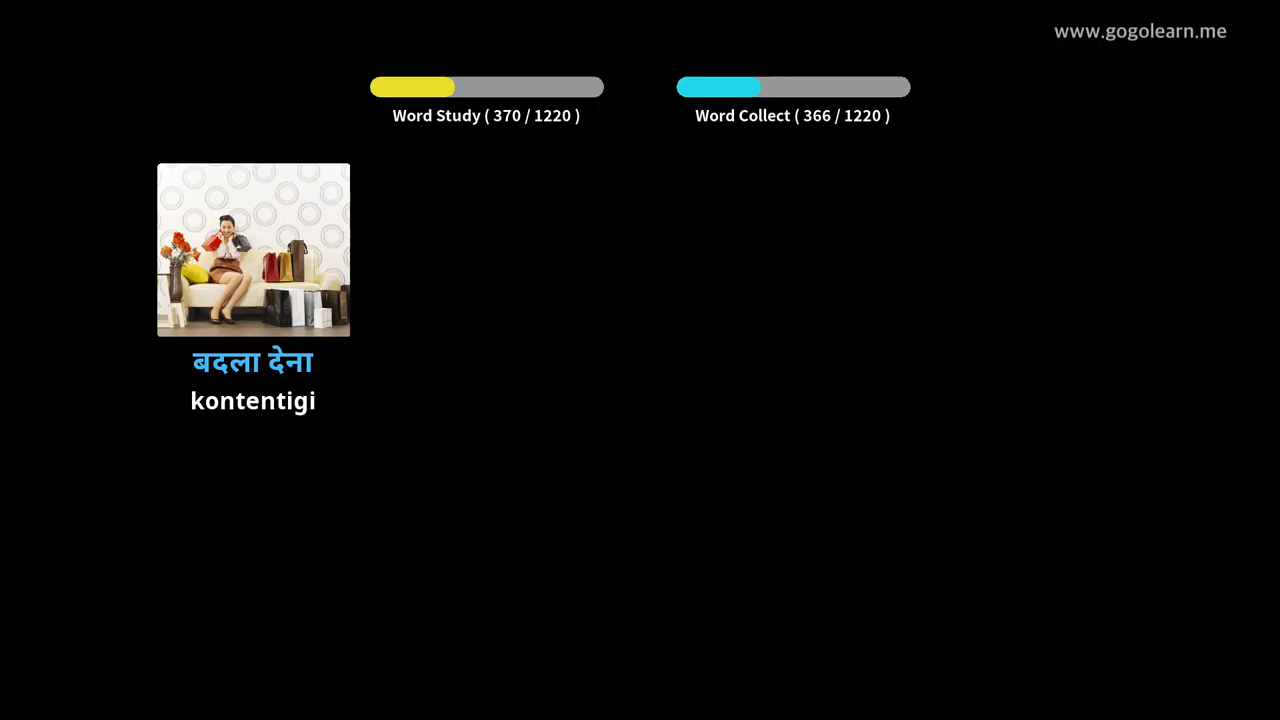 www.gogolearn.me
Word Study ( 370 / 1220 )
Word Collect ( 366 / 1220 )
बदला देना
kontentigi